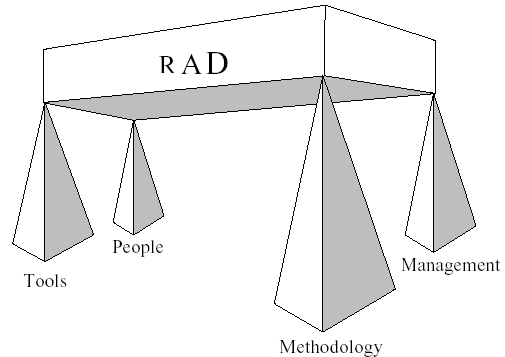 RAD
People
Tools
Management
Methodology